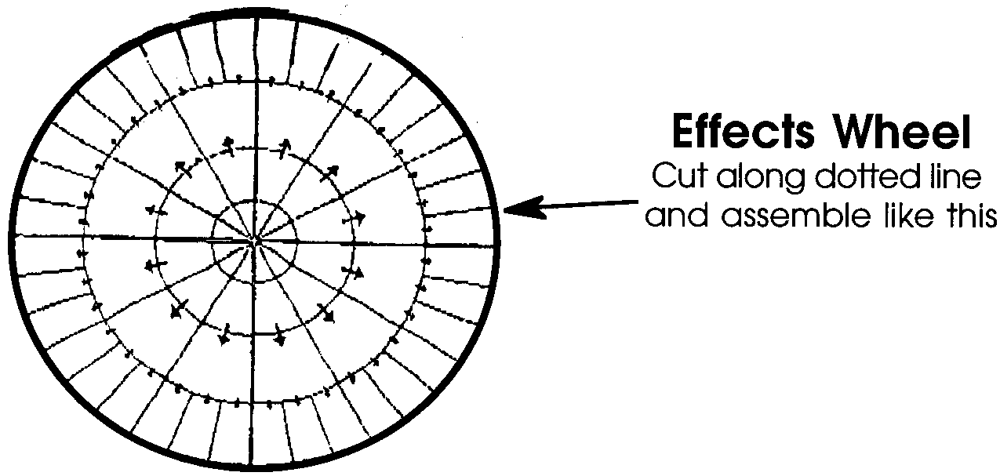 Effects Wheel
Cut along dotted line
and assemble like this